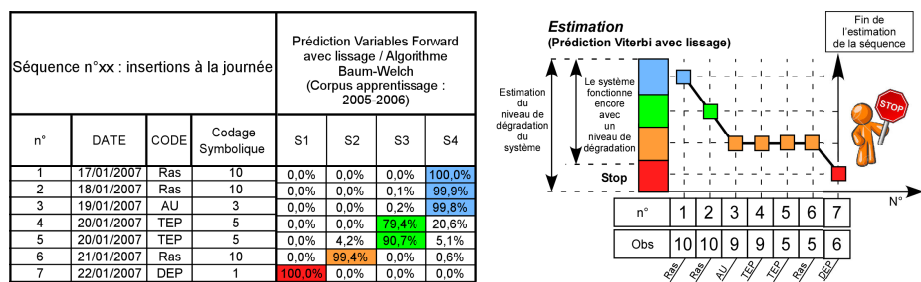 Séquence n°xx : insertions à la journée
Prédiction Variables Forward
avec lissage / Algorithme
Baum-Welch
(Corpus apprentissage :
2005-2006)
n° DATE CODE Codage Symbolique S1 S2 S3 S4
1 17/01/2007 Ras 10 0,0% 0,0% 0,0% 100,0%
2 18/01/2007 Ras 10 0,0% 0,0% 0,1% 99,9%
3 19/01/2007 AU 3 0,0% 0,0% 0,2% 99,8%
4 20/01/2007 TEP 5 0,0% 0,0% 79,4% 20,6%
5 20/01/2007 TEP 5 0,0% 4,2% 90,7% 5,1%
6 21/01/2007 Ras 10 0,0% 99,4% 0,0% 0,6%
7 22/01/2007 DEP 1 100,0% 0,0% 0,0% 0,0%
Estimation
(Prédiction Viterbi avec lissage)
Fin de
l'estimation
de la séquence
Estimation
du
niveau de
dégradation
du
système
Le système
fonctionne
encore
avec
un
niveau de
dégradation
Stop
STOP
N°
n° 1 2 3 4 5 6 7
Obs 10 10 9 9 5 5 6
Ras Ras AU TEP TEP Ras DEP